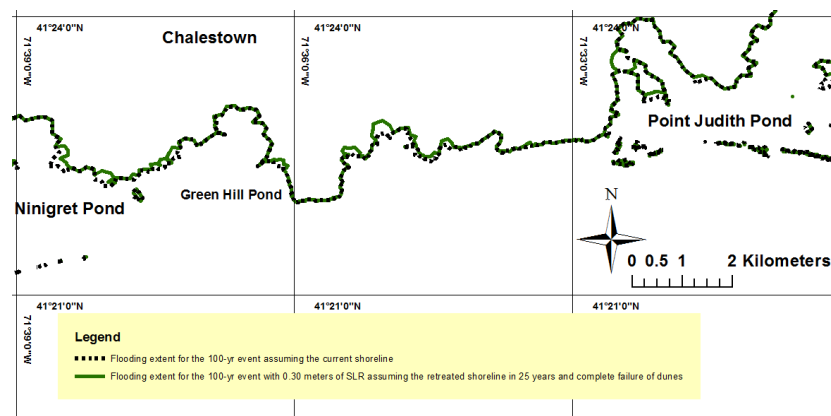 41°24'0"N
41°24'0"N
41°24'0"N
71°39'0"W
Chalestown
71°36'0"W
71°33'0"W
Point Judith Pond
Green Hill Pond
Ninigret Pond
N
0 0.5 1 2 Kilometers
41°21'0"N
41°21'0"N
41°21'0"N
71°39'0"W
Legend
Flooding extent for the 100-yr event assuming the current shoreline
Flooding extent for the 100-yr event with 0.30 meters of SLR assuming the retreated shoreline in 25 years and complete failure of dunes